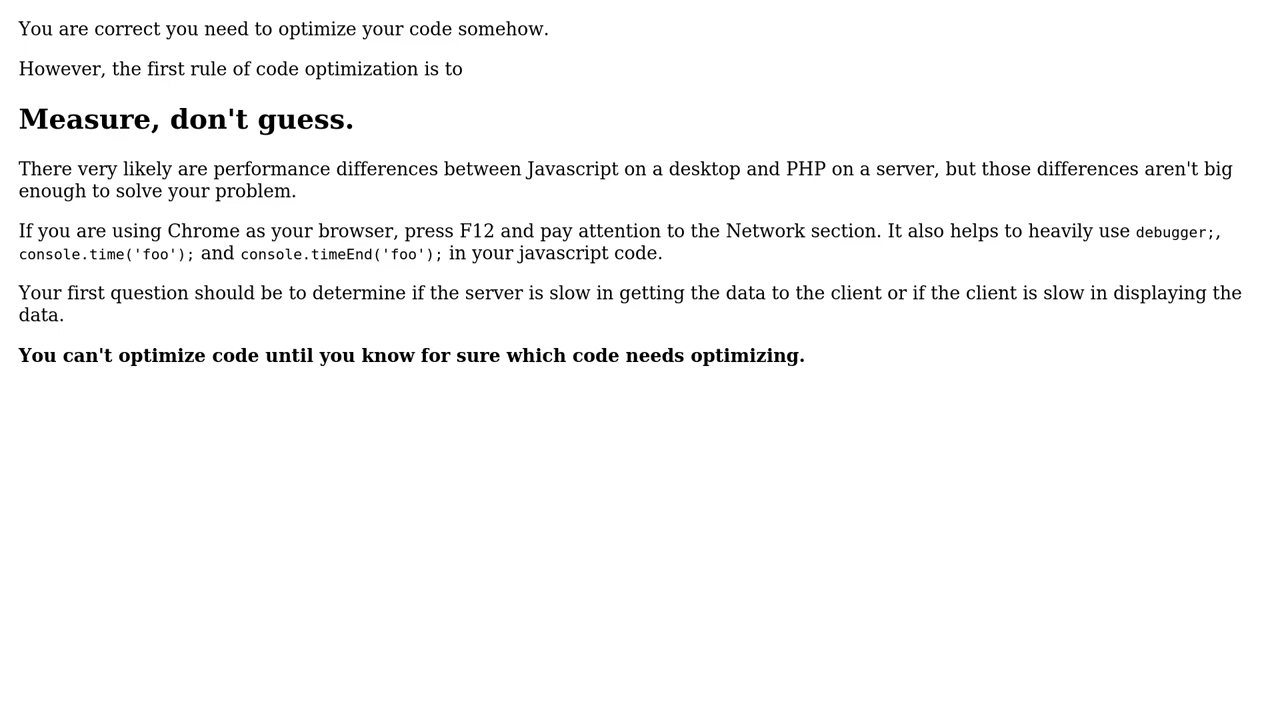 You are correct you need to optimize your code somehow.
However, the first rule of code optimization is to
Measure, don't guess.
There very likely are performance differences between Javascript on a desktop and PHP on a server, but those differences aren't big
enough to solve your problem.
If you are using Chrome as your browser, press F12 and pay attention to the Network section. It also helps to heavily use debugger;,
console.time('foo'); and console.timeEnd('foo'); in your javascript code.
Your first question should be to determine if the server is slow in getting the data to the client or if the client is slow in displaying the
data.
You can't optimize code until you know for sure which code needs optimizing.